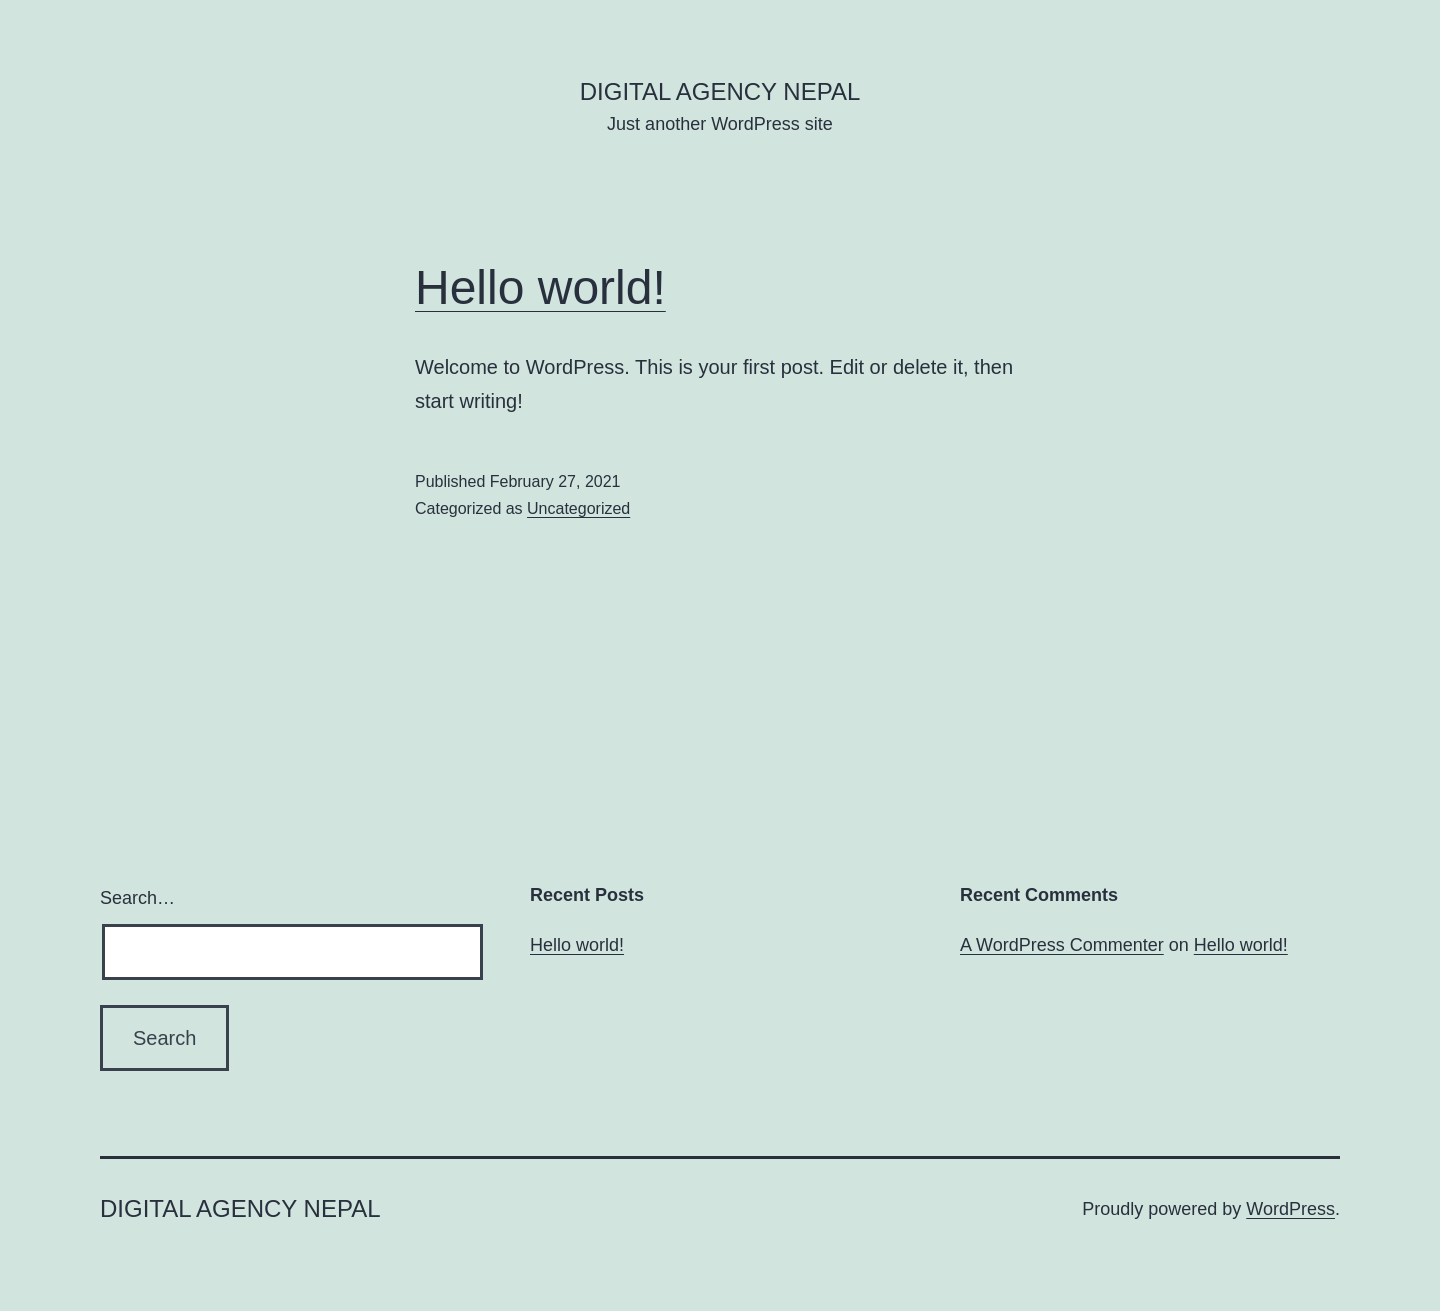 DIGITAL AGENCY NEPAL
Just another WordPress site
Hello world!
Welcome to WordPress. This is your first post. Edit or delete it, then
start writing!
Published February 27, 2021
Categorized as Uncategorized
Search…
Search
Recent Posts
Hello world!
Recent Comments
A WordPress Commenter on Hello world!
DIGITAL AGENCY NEPAL
Proudly powered by WordPress.